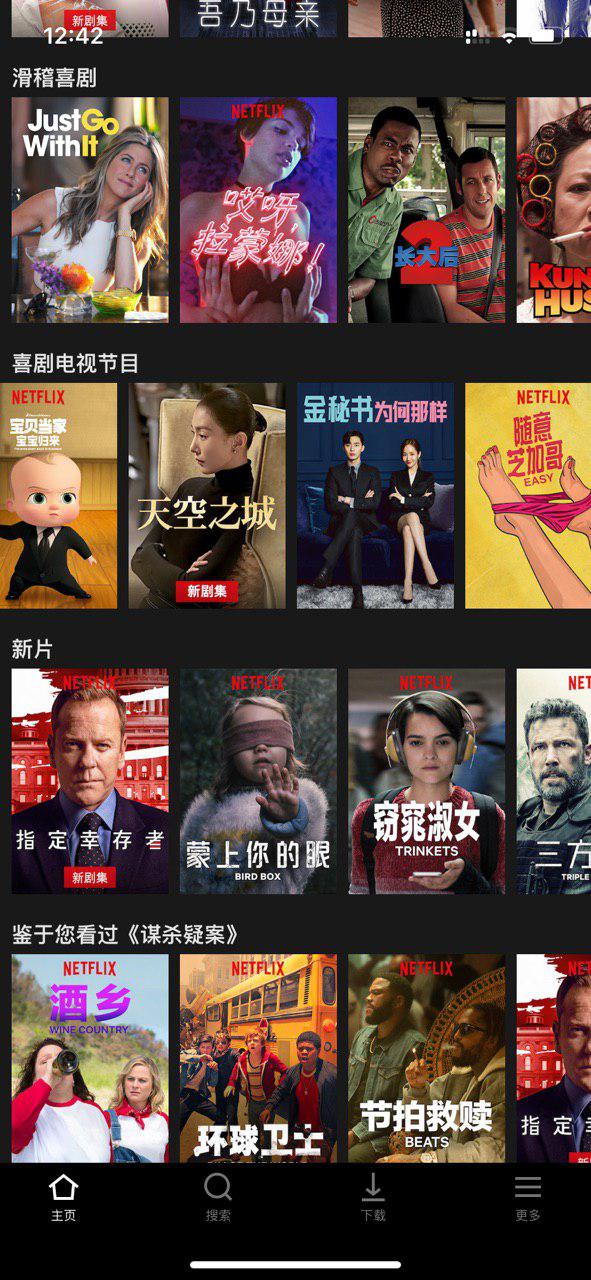 新剧集
吾乃母亲
12:42
滑稽喜剧
Just Go
With It
NETFLIX
哎呀,
拉蒙娜!
2
长大后
KUN
HUS
喜剧电视节目
NETFLIX
宝贝当家
宝宝归来
天空之城
新剧集
金秘书为何那样
NETFLIX
随意
芝加哥
EASY
新片
NETFLIX
指定幸存者
新剧集
NETFLIX
蒙上你的眼
BIRD BOX
NETFLIX
窈窕淑女
TRINKETS
NET
三方
TRIPLE
鉴于您看过《谋杀疑案》
NETFLIX
酒乡
WINE COUNTRY
NETFLIX
环球卫士
NETFLIX
节拍救赎
BEATS
NE
指定幸
主页
搜索
下载
更多